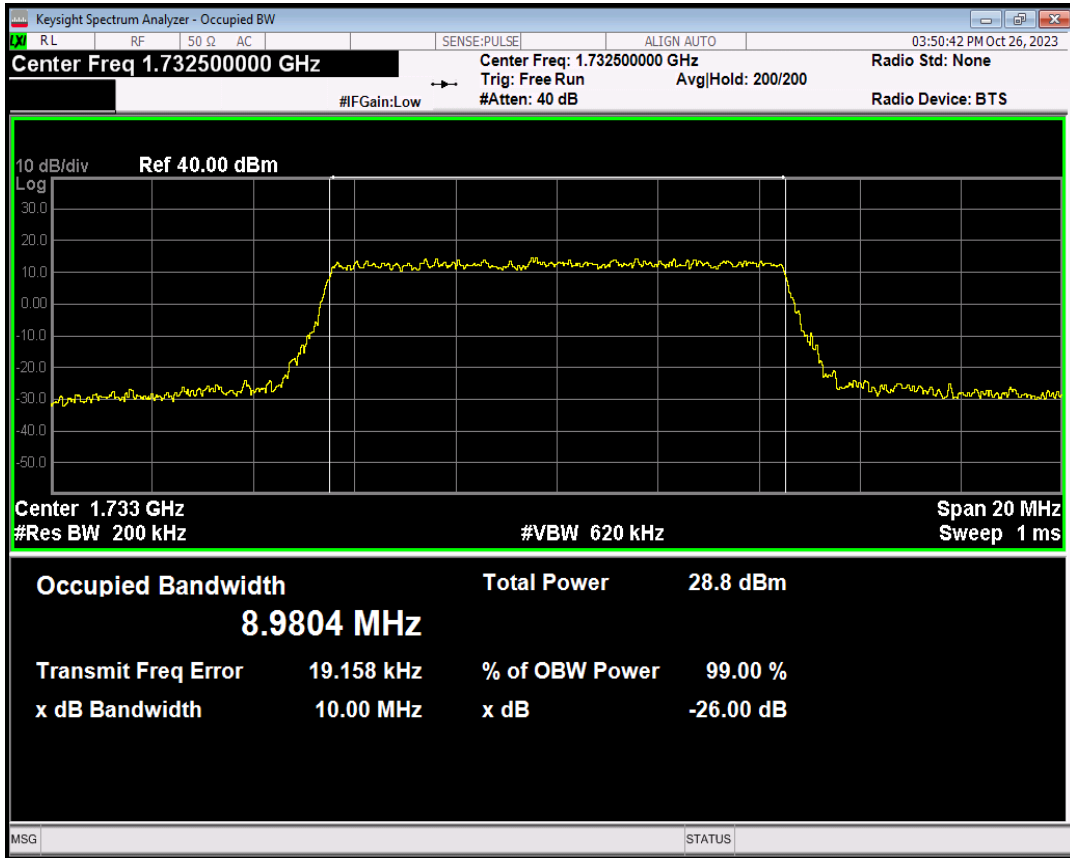 Keysight Spectrum Analyzer - Occupied BW
LXI RL RF 50 Ω AC SENSE:PULSE ALIGN AUTO 03:50:42 PM Oct 26, 2023
Center Freq 1.732500000 GHz Center Freq: 1.732500000 GHz Radio Std: None
Trig: Free Run Avg|Hold: 200/200
#IFGain:Low #Atten: 40 dB Radio Device: BTS
10 dB/div Ref 40.00 dBm
Log
30.0
20.0
10.0
0.00
-10.0
-20.0
-30.0
-40.0
-50.0
Center 1.733 GHz Span 20 MHz
#Res BW 200 kHz #VBW 620 kHz Sweep 1 ms
Occupied Bandwidth Total Power 28.8 dBm
8.9804 MHz
Transmit Freq Error 19.158 kHz % of OBW Power 99.00 %
x dB Bandwidth 10.00 MHz x dB -26.00 dB
MSG STATUS